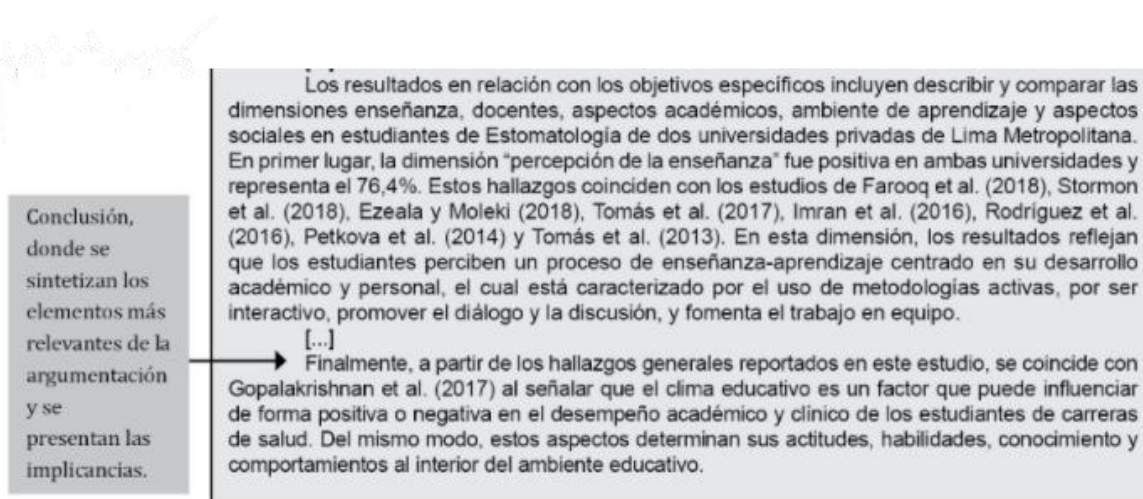 Los resultados en relación con los objetivos específicos incluyen describir y comparar las
dimensiones enseñanza, docentes, aspectos académicos, ambiente de aprendizaje y aspectos
sociales en estudiantes de Estomatología de dos universidades privadas de Lima Metropolitana.
En primer lugar, la dimensión “percepción de la enseñanza” fue positiva en ambas universidades y
representa el 76,4%. Estos hallazgos coinciden con los estudios de Farooq et al. (2018), Stormon
et al. (2018), Ezeala y Moleki (2018), Tomás et al. (2017), Imran et al. (2016), Rodríguez et al.
(2016), Petkova et al. (2014) y Tomás et al. (2013). En esta dimensión, los resultados reflejan
que los estudiantes perciben un proceso de enseñanza-aprendizaje centrado en su desarrollo
académico y personal, el cual está caracterizado por el uso de metodologías activas, por ser
interactivo, promover el diálogo y la discusión, y fomenta el trabajo en equipo.
[...]
Finalmente, a partir de los hallazgos generales reportados en este estudio, se coincide con
Gopalakrishnan et al. (2017) al señalar que el clima educativo es un factor que puede influenciar
de forma positiva o negativa en el desempeño académico y clínico de los estudiantes de carreras
de salud. Del mismo modo, estos aspectos determinan sus actitudes, habilidades, conocimiento y
comportamientos al interior del ambiente educativo.
Conclusión,
donde se
sintetizan los
elementos más
relevantes de la
argumentación
y se
presentan las
implicancias.